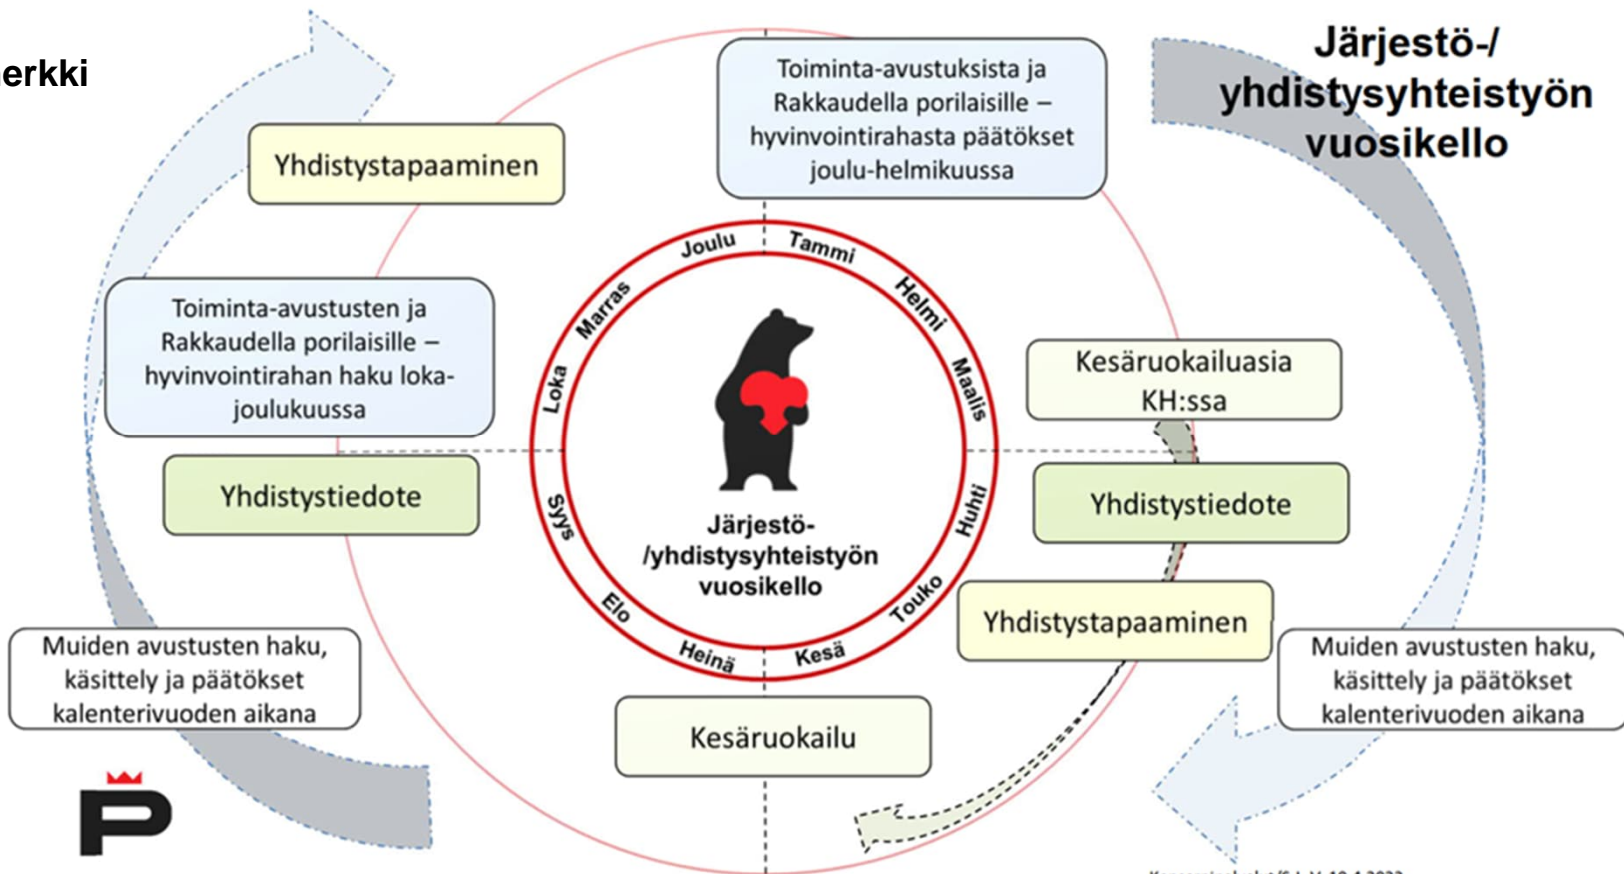 erkki
Järjestö-/
yhdistysyhteistyön
vuosikello
Toiminta-avustuksista ja
Rakkaudella porilaisille –
hyvinvointirahasta päätökset
joulu-helmikuussa
Yhdistystapaaminen
Toiminta-avustusten ja
Rakkaudella porilaisille –
hyvinvointirahan haku loka-
joulukuussa
Yhdistystiedote
Muiden avustusten haku,
käsittely ja päätökset
kalenterivuoden aikana
P
Tammi
Helmi
Maalis
Huhti
Touko
Kesä
Heinä
Elo
Syys
Loka
Marras
Joulu
Järjestö-
/yhdistysyhteistyön
vuosikello
Kesäruokailuasia
KH:ssa
Yhdistystiedote
Yhdistystapaaminen
Kesäruokailu
Muiden avustusten haku,
käsittely ja päätökset
kalenterivuoden aikana